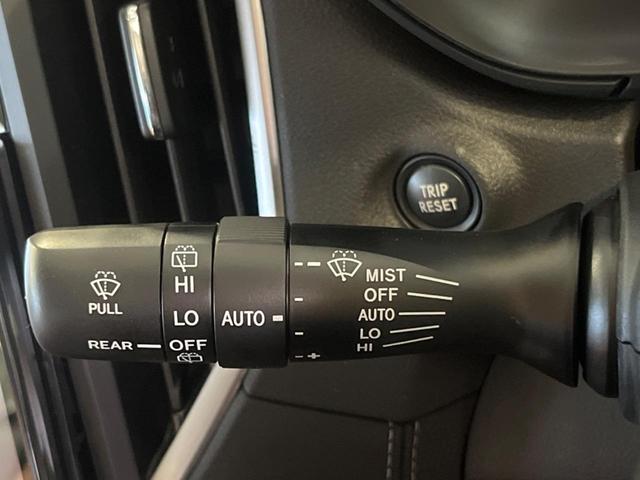 TRIP
RESET
PULL
REAR
HI
LO
OFF
AUTO
MIST
OFF
AUTO
LO
HI